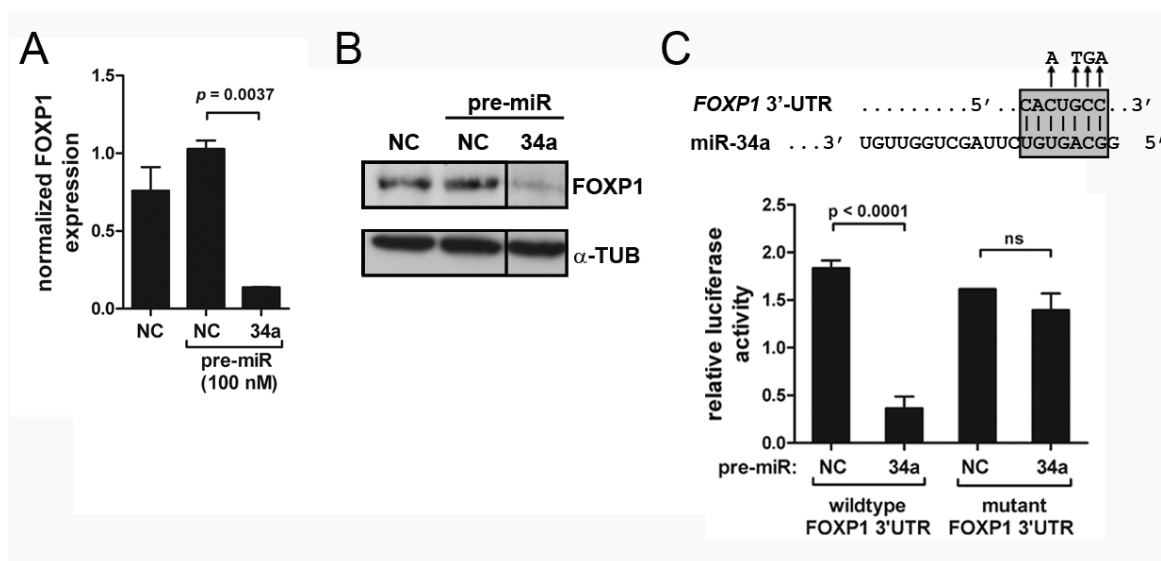 A
normalized FOXP1
expression
1.5
1.0
0.5
0.0
p = 0.0037
NC
NC
34a
pre-miR
(100 nM)
B
pre-miR
NC
NC
34a
FOXP1
α-TUB
C
A TGA
FOXP1 3'-UTR .........5'..CACUGCC..3'
miR-34a ...3' UGUUGGUCGAUUCUGUGACGG 5'
relative luciferase
activity
2.5
2.0
1.5
1.0
0.5
0.0
p < 0.0001
ns
pre-miR: NC 34a NC 34a
wildtype
FOXP1 3'UTR
mutant
FOXP1 3'UTR